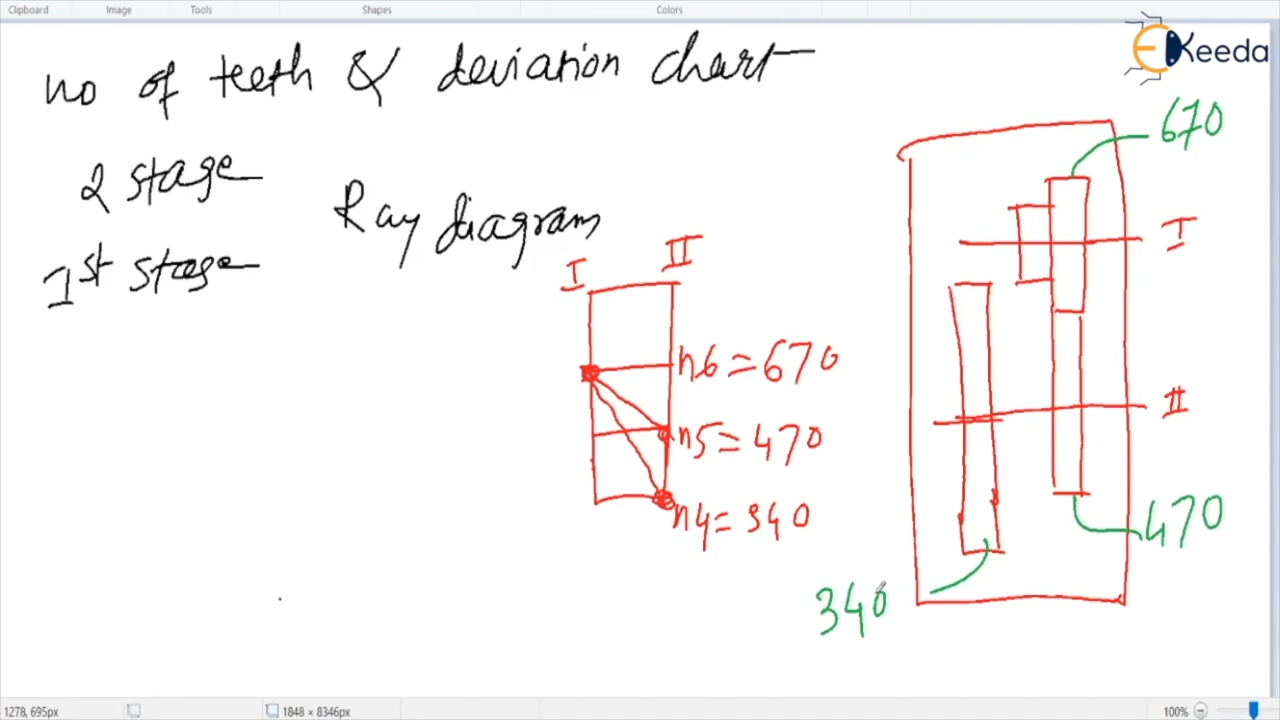 Clipboard Image Tools Shapes Colors
EKeeda
no of teeth & deviation chart
2 stage
1st stage
Ray diagram
I II
n6 = 670
n5 = 470
n4 = 340
670
I
II
470
340
1278, 695px 1848 × 8346px 100%